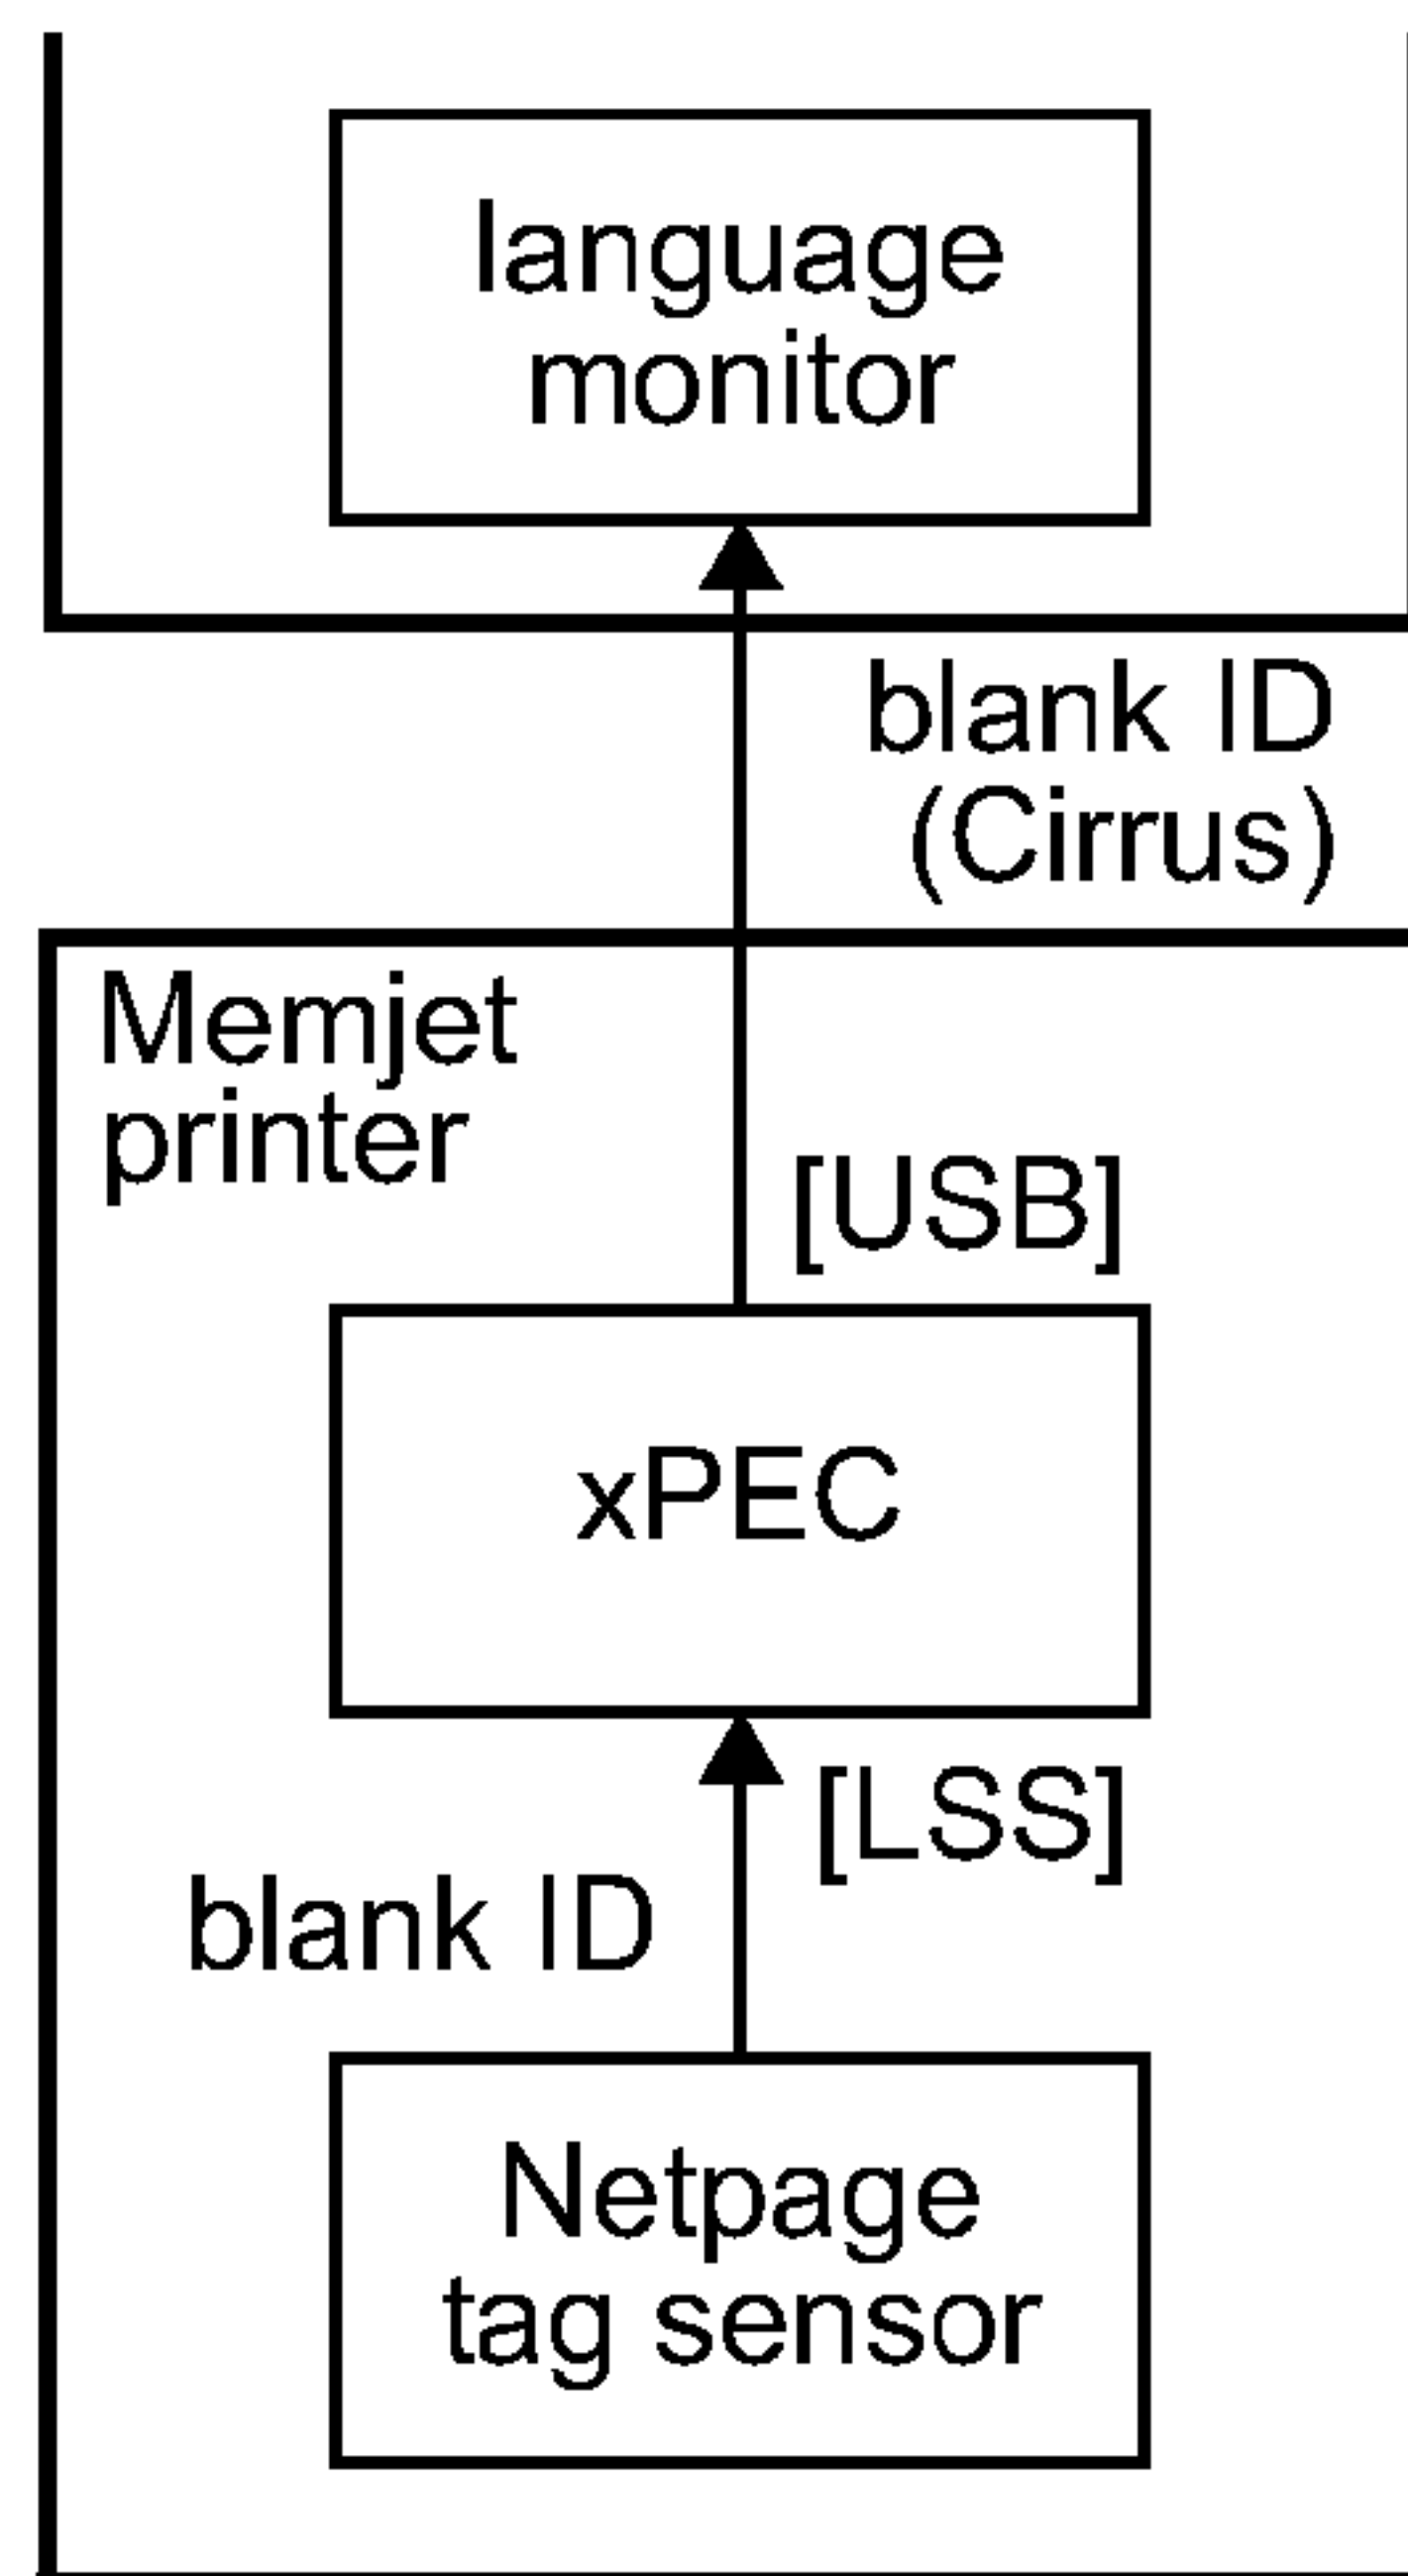 language
monitor
blank ID
(Cirrus)
Memjet
printer
[USB]
xPEC
[LSS]
blank ID
Netpage
tag sensor